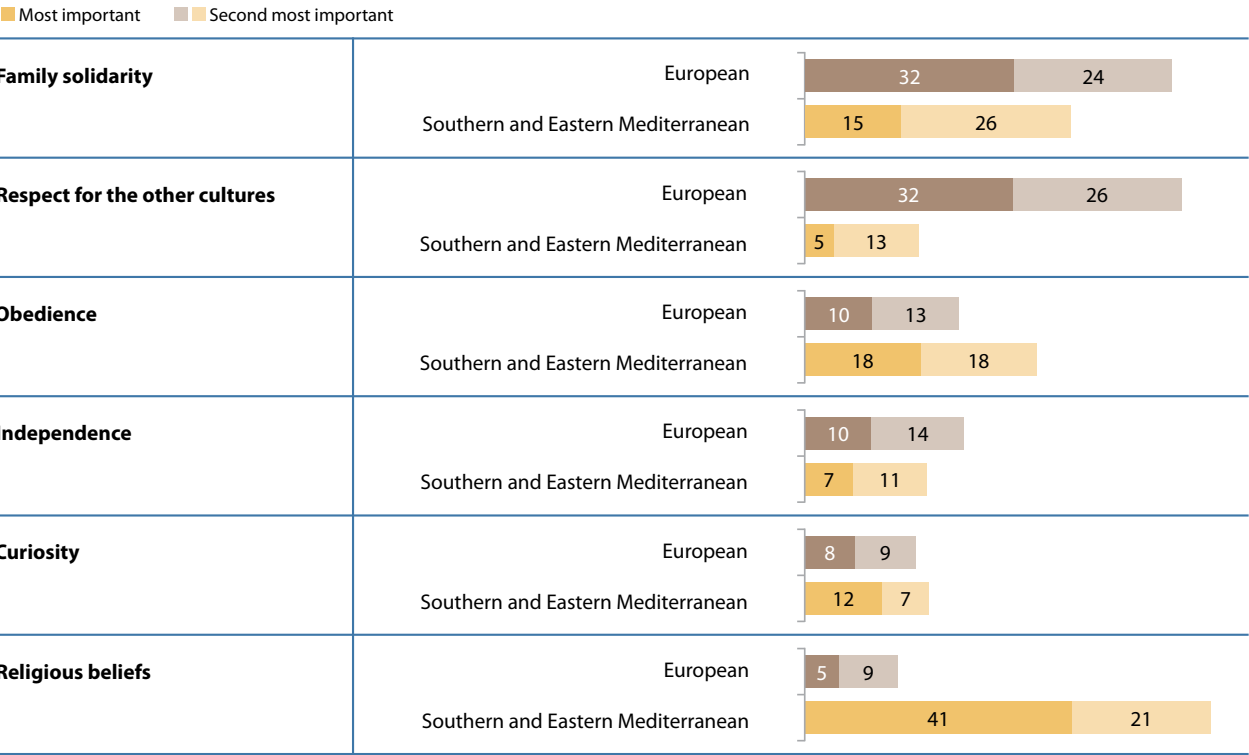 Most important Second most important
Family solidarity
European 32 24
Southern and Eastern Mediterranean 15 26
Respect for the other cultures
European 32 26
Southern and Eastern Mediterranean 5 13
Obedience
European 10 13
Southern and Eastern Mediterranean 18 18
Independence
European 10 14
Southern and Eastern Mediterranean 7 11
Curiosity
European 8 9
Southern and Eastern Mediterranean 12 7
Religious beliefs
European 5 9
Southern and Eastern Mediterranean 41 21